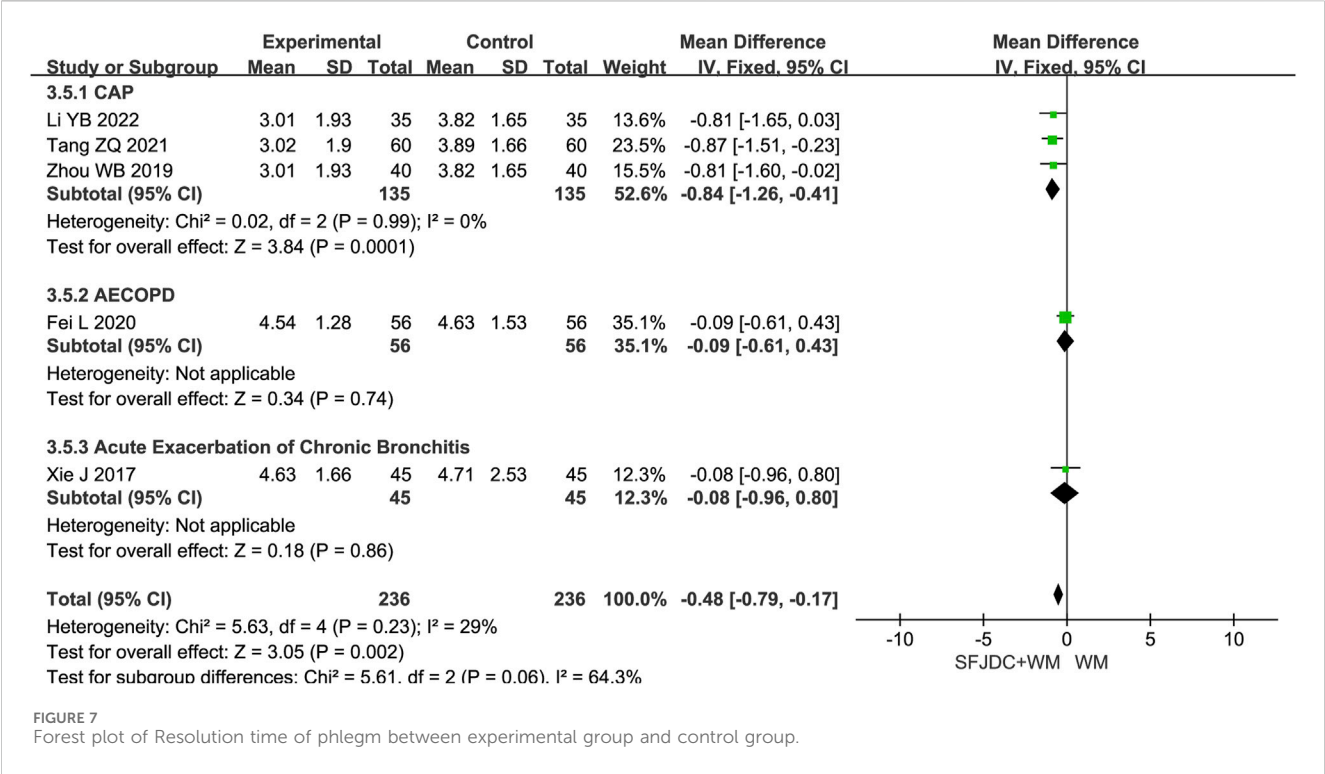 Experimental Control Mean Difference Mean Difference
Study or Subgroup Mean SD Total Mean SD Total Weight IV, Fixed, 95% CI IV, Fixed, 95% CI
3.5.1 CAP
Li YB 2022 3.01 1.93 35 3.82 1.65 35 13.6% -0.81 [-1.65, 0.03]
Tang ZQ 2021 3.02 1.9 60 3.89 1.66 60 23.5% -0.87 [-1.51, -0.23]
Zhou WB 2019 3.01 1.93 40 3.82 1.65 40 15.5% -0.81 [-1.60, -0.02]
Subtotal (95% CI) 135 135 52.6% -0.84 [-1.26, -0.41]
Heterogeneity: Chi² = 0.02, df = 2 (P = 0.99); I² = 0%
Test for overall effect: Z = 3.84 (P = 0.0001)
3.5.2 AECOPD
Fei L 2020 4.54 1.28 56 4.63 1.53 56 35.1% -0.09 [-0.61, 0.43]
Subtotal (95% CI) 56 56 35.1% -0.09 [-0.61, 0.43]
Heterogeneity: Not applicable
Test for overall effect: Z = 0.34 (P = 0.74)
3.5.3 Acute Exacerbation of Chronic Bronchitis
Xie J 2017 4.63 1.66 45 4.71 2.53 45 12.3% -0.08 [-0.96, 0.80]
Subtotal (95% CI) 45 45 12.3% -0.08 [-0.96, 0.80]
Heterogeneity: Not applicable
Test for overall effect: Z = 0.18 (P = 0.86)
Total (95% CI) 236 236 100.0% -0.48 [-0.79, -0.17]
Heterogeneity: Chi² = 5.63, df = 4 (P = 0.23); I² = 29%
Test for overall effect: Z = 3.05 (P = 0.002)
Test for subgroup differences: Chi² = 5.61, df = 2 (P = 0.06), I² = 64.3%
-10 -5 0 5 10
SFJDC+WM WM
FIGURE 7
Forest plot of Resolution time of phlegm between experimental group and control group.